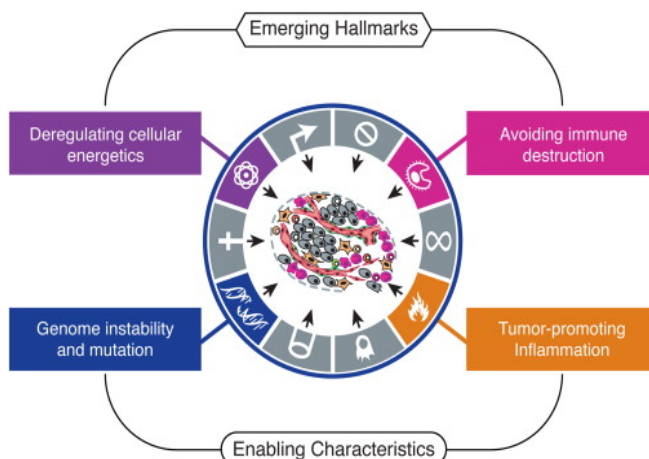 Emerging Hallmarks
Deregulating cellular
energetics
Avoiding immune
destruction
Genome instability
and mutation
Tumor-promoting
Inflammation
Enabling Characteristics